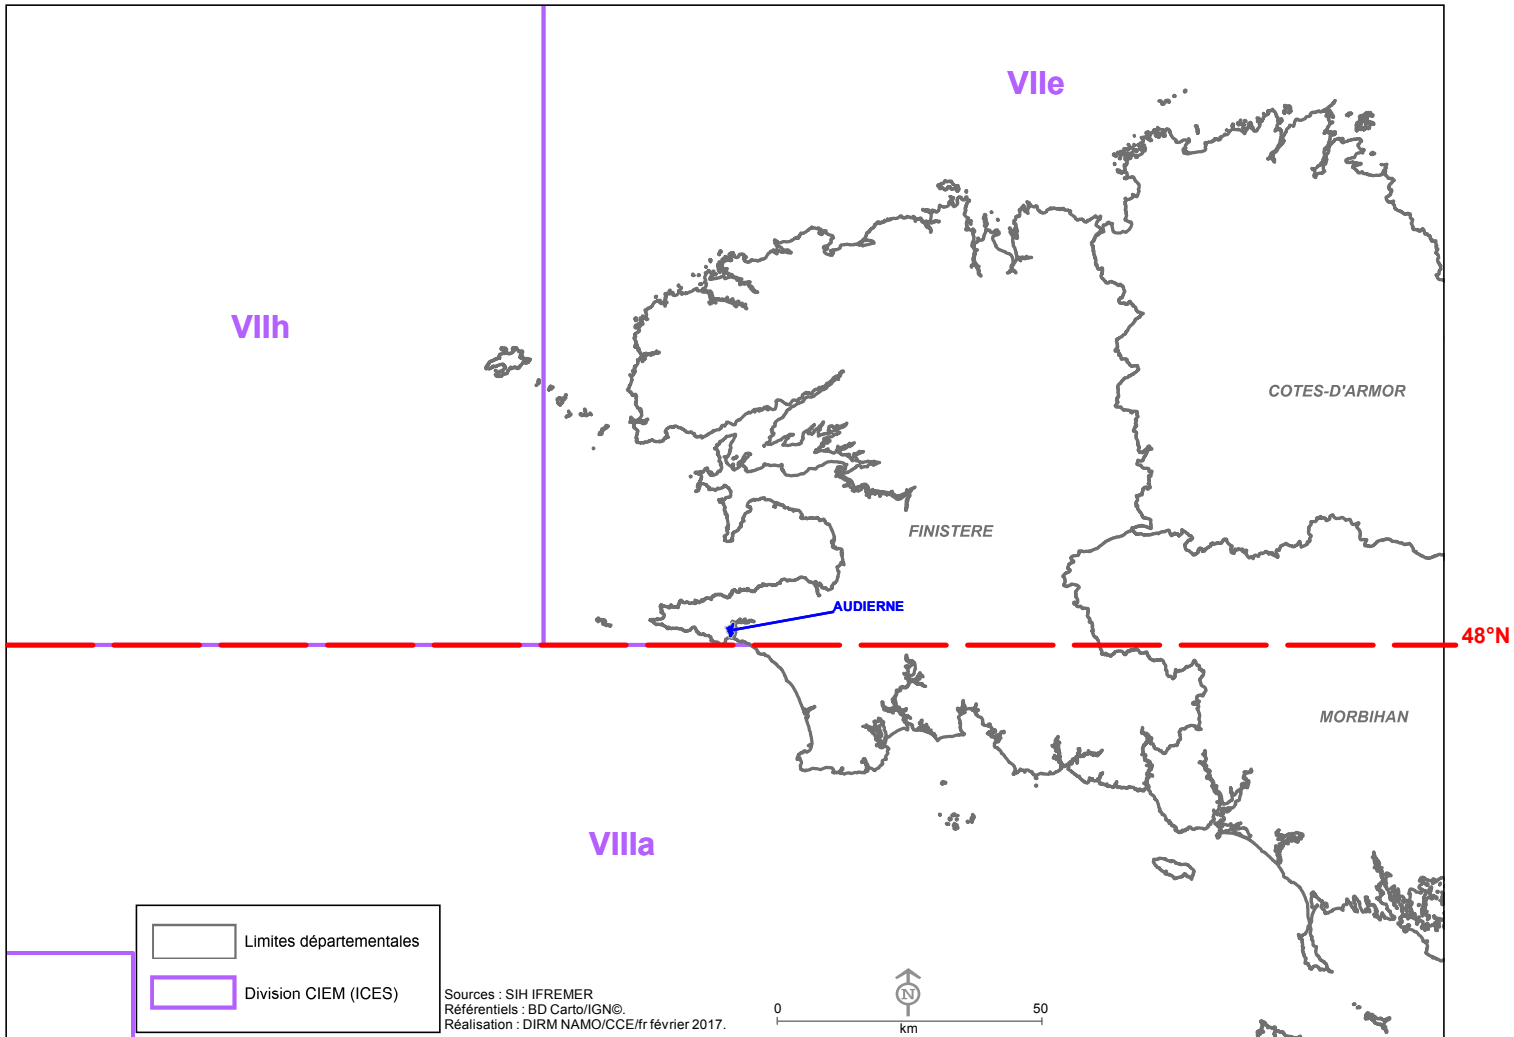 VIIe
VIIh
COTES-D'ARMOR
FINISTERE
AUDIERNE
48°N
MORBIHAN
VIIIa
Limites départementales
Division CIEM (ICES)
Sources : SIH IFREMER
Référentiels : BD Carto/IGN©.
Réalisation : DIRM NAMO/CCE/fr février 2017.
N
0 50
km